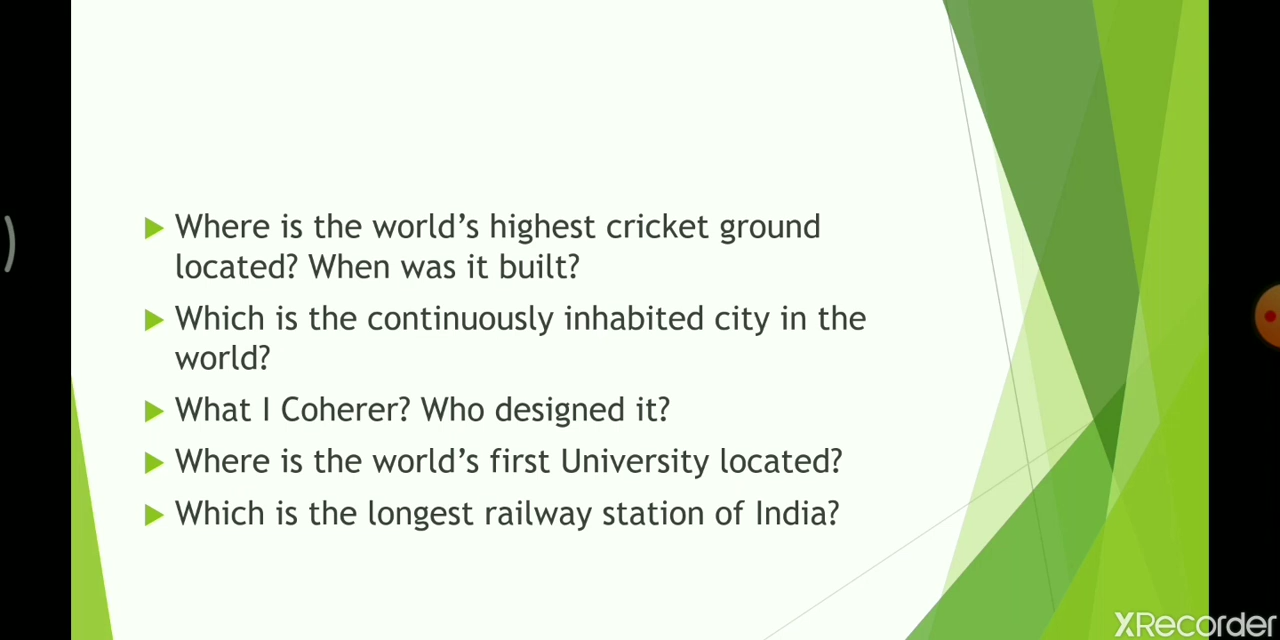 Where is the world’s highest cricket ground
located? When was it built?
Which is the continuously inhabited city in the
world?
What I Coherer? Who designed it?
Where is the world’s first University located?
Which is the longest railway station of India?
XRecorder